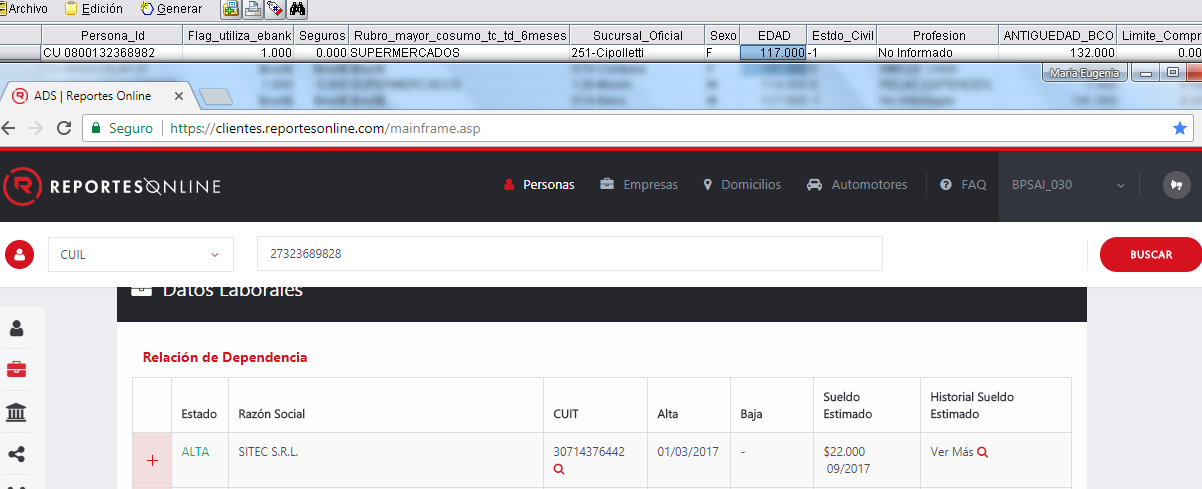 Archivo Edición Generar
Persona_Id Flag_utiliza_ebank Seguros Rubro_mayor_cosumo_tc_td_6meses Sucursal_Oficial Sexo EDAD Estdo_Civil Profesion ANTIGUEDAD_BCO Limite_Compr
CU 0800132368982 1.000 0.000 SUPERMERCADOS 251-Cipolletti F 117.000 -1 No Informado 132.000 0.00
Maria Eugenia
ADS | Reportes Online
Seguro https://clientes.reportesonline.com/mainframe.asp
REPORTES ONLINE Personas Empresas Domicilios Automotores FAQ BPSAI_030
CUIL 27323689828 BUSCAR
Datos Laborales
Relación de Dependencia
Estado Razón Social CUIT Alta Baja Sueldo Estimado Historial Sueldo Estimado
+ ALTA SITEC S.R.L. 30714376442 01/03/2017 - $22.000 Ver Más
09/2017